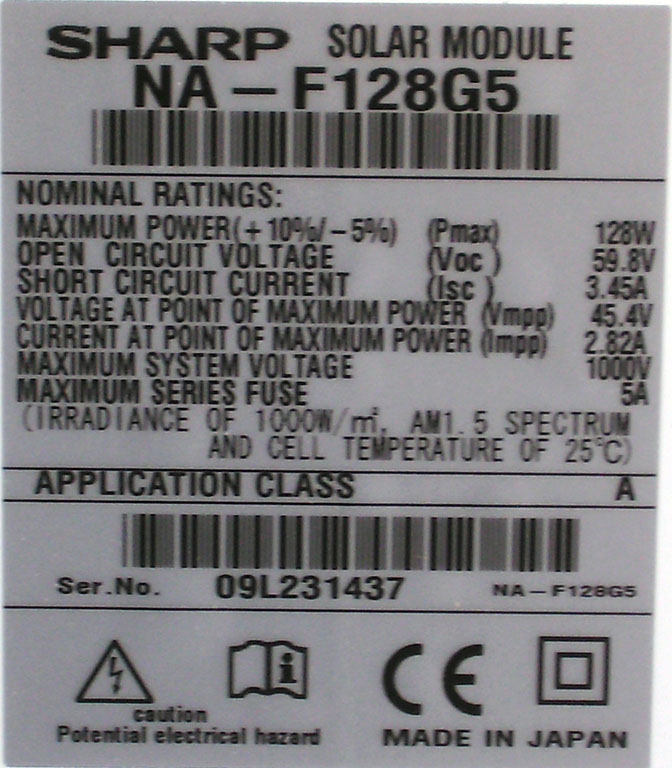 SHARP SOLAR MODULE
NA-F128G5
NOMINAL RATINGS:
MAXIMUM POWER(+10%/-5%) (Pmax) 128W
OPEN CIRCUIT VOLTAGE (Voc) 59.8V
SHORT CIRCUIT CURRENT (Isc) 3.45A
VOLTAGE AT POINT OF MAXIMUM POWER (Vmpp) 45.4V
CURRENT AT POINT OF MAXIMUM POWER (Impp) 2.82A
MAXIMUM SYSTEM VOLTAGE 1000V
MAXIMUM SERIES FUSE 5A
(IRRADIANCE OF 1000W/㎡, AM1.5 SPECTRUM
AND CELL TEMPERATURE OF 25℃)
APPLICATION CLASS A
Ser.No. 09L231437 NA-F128G5
CE
caution
Potential electrical hazard
MADE IN JAPAN